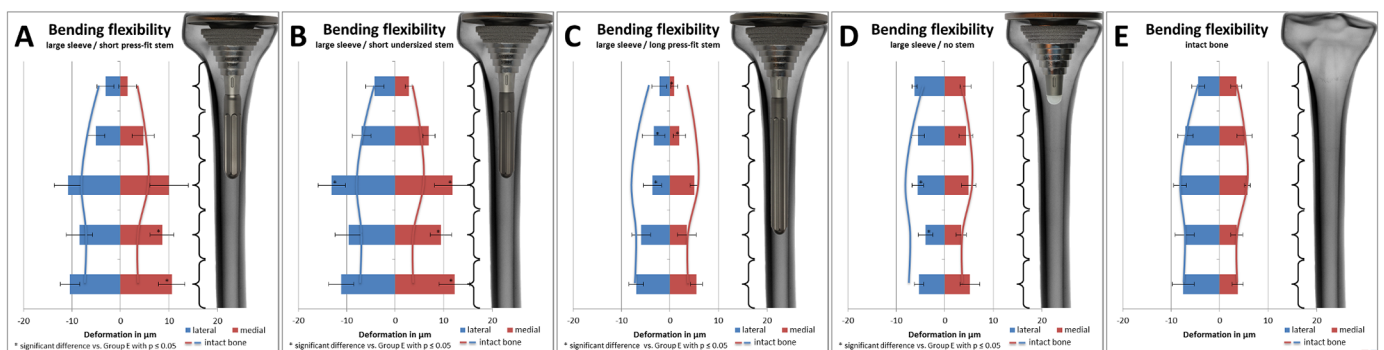 A
Bending flexibility
large sleeve / short press-fit stem
-20
-10
0
10
20
Deformation in µm
lateral
medial
* significant difference vs. Group E with p ≤ 0.05
intact bone
B
Bending flexibility
large sleeve / short undersized stem
-20
-10
0
10
20
Deformation in µm
lateral
medial
* significant difference vs. Group E with p ≤ 0.05
intact bone
C
Bending flexibility
large sleeve / long press-fit stem
-20
-10
0
10
20
Deformation in µm
lateral
medial
* significant difference vs. Group E with p ≤ 0.05
intact bone
D
Bending flexibility
large sleeve / no stem
-20
-10
0
10
20
Deformation in µm
lateral
medial
* significant difference vs. Group E with p ≤ 0.05
intact bone
E
Bending flexibility
intact bone
-20
-10
0
10
20
Deformation in µm
lateral
medial
intact bone